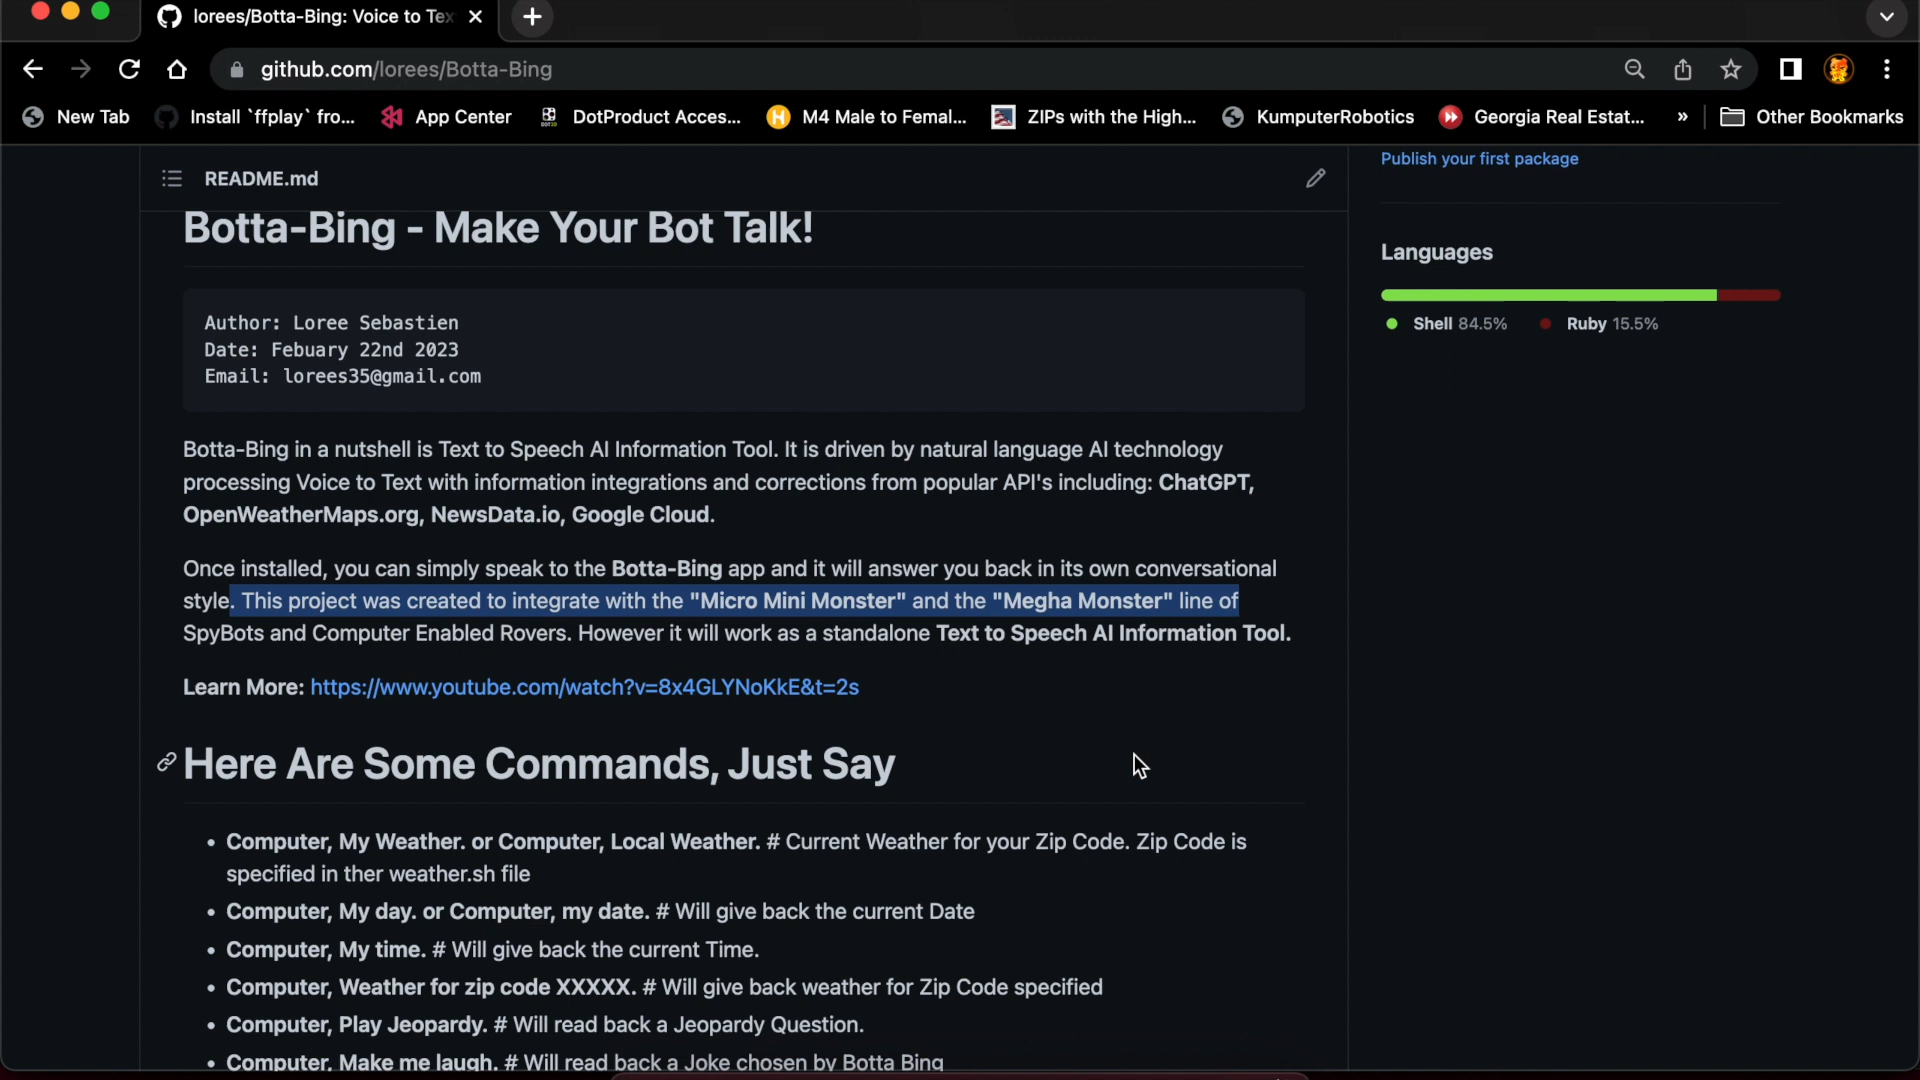 lorees/Botta-Bing: Voice to Tex
github.com/lorees/Botta-Bing
New Tab
Install `ffplay` fro...
App Center
DotProduct Acces...
M4 Male to Femal...
ZIPs with the High...
KumputerRobotics
Georgia Real Estat...
»
Other Bookmarks
README.md
Publish your first package
Botta-Bing - Make Your Bot Talk!
Languages
Shell 84.5%
Ruby 15.5%
Author: Loree Sebastien
Date: Febuary 22nd 2023
Email: lorees35@gmail.com
Botta-Bing in a nutshell is Text to Speech AI Information Tool. It is driven by natural language AI technology
processing Voice to Text with information integrations and corrections from popular API's including: ChatGPT,
OpenWeatherMaps.org, NewsData.io, Google Cloud.
Once installed, you can simply speak to the Botta-Bing app and it will answer you back in its own conversational
style. This project was created to integrate with the "Micro Mini Monster" and the "Megha Monster" line of
SpyBots and Computer Enabled Rovers. However it will work as a standalone Text to Speech AI Information Tool.
Learn More: https://www.youtube.com/watch?v=8x4GLYNoKkE&t=2s
Here Are Some Commands, Just Say
• Computer, My Weather. or Computer, Local Weather. # Current Weather for your Zip Code. Zip Code is
specified in ther weather.sh file
• Computer, My day. or Computer, my date. # Will give back the current Date
• Computer, My time. # Will give back the current Time.
• Computer, Weather for zip code XXXXX. # Will give back weather for Zip Code specified
• Computer, Play Jeopardy. # Will read back a Jeopardy Question.
• Computer, Make me laugh. # Will read back a Joke chosen by Botta Bing